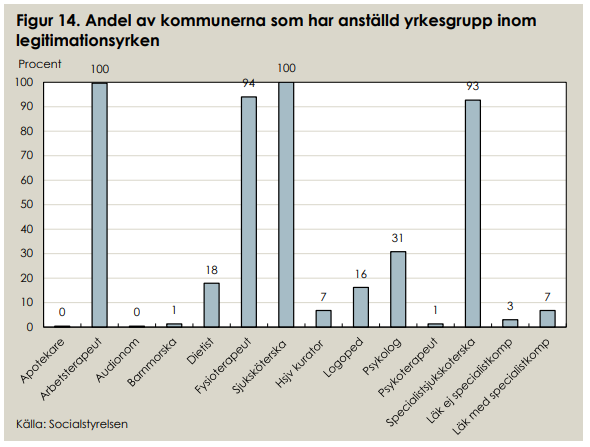 Figur 14. Andel av kommunerna som har anställd yrkesgrupp inom
legitimationsyrken
Procent
100
90
80
70
60
50
40
30
20
10
0
0
100
0
1
18
94
100
7
16
31
1
93
3
7
Apotekare
Arbetsterapeut
Audionom
Barnmorska
Dietist
Fysioterapeut
Sjuksköterska
Hsjv kurator
Logoped
Psykolog
Psykoterapeut
Specialistsjuksköterska
Läk ej specialistkomp
Läk med specialistkomp
Källa: Socialstyrelsen